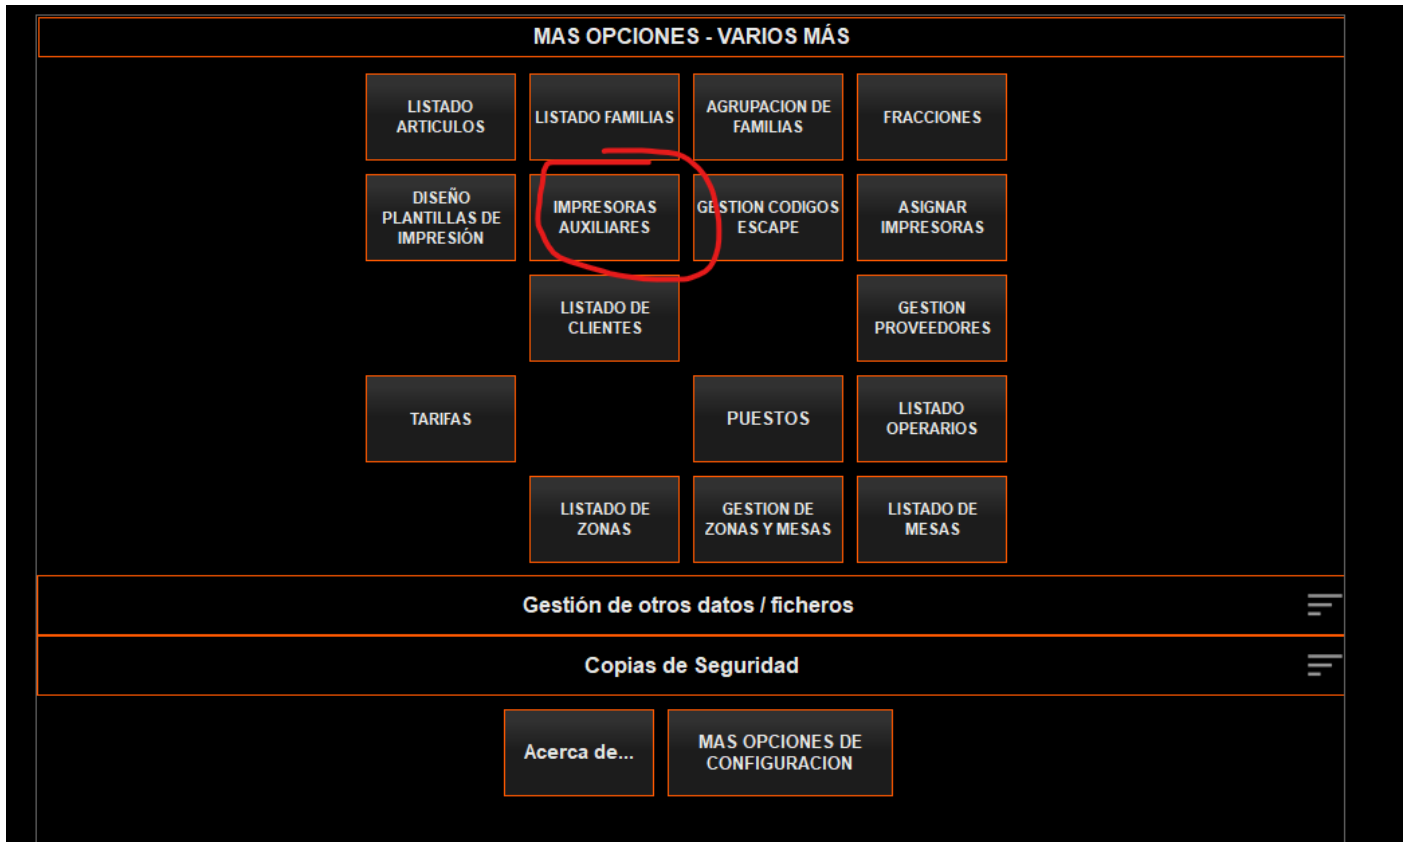 MAS OPCIONES - VARIOS MÁS
LISTADO
ARTICULOS
LISTADO FAMILIAS
AGRUPACION DE
FAMILIAS
FRACCIONES
DISEÑO
PLANTILLAS DE
IMPRESIÓN
IMPRESORAS
AUXILIARES
GESTION CODIGOS
ESCAPE
ASIGNAR
IMPRESORAS
LISTADO DE
CLIENTES
GESTION
PROVEEDORES
TARIFAS
PUESTOS
LISTADO
OPERARIOS
LISTADO DE
ZONAS
GESTION DE
ZONAS Y MESAS
LISTADO DE
MESAS
Gestión de otros datos / ficheros
Copias de Seguridad
Acerca de...
MAS OPCIONES DE
CONFIGURACION